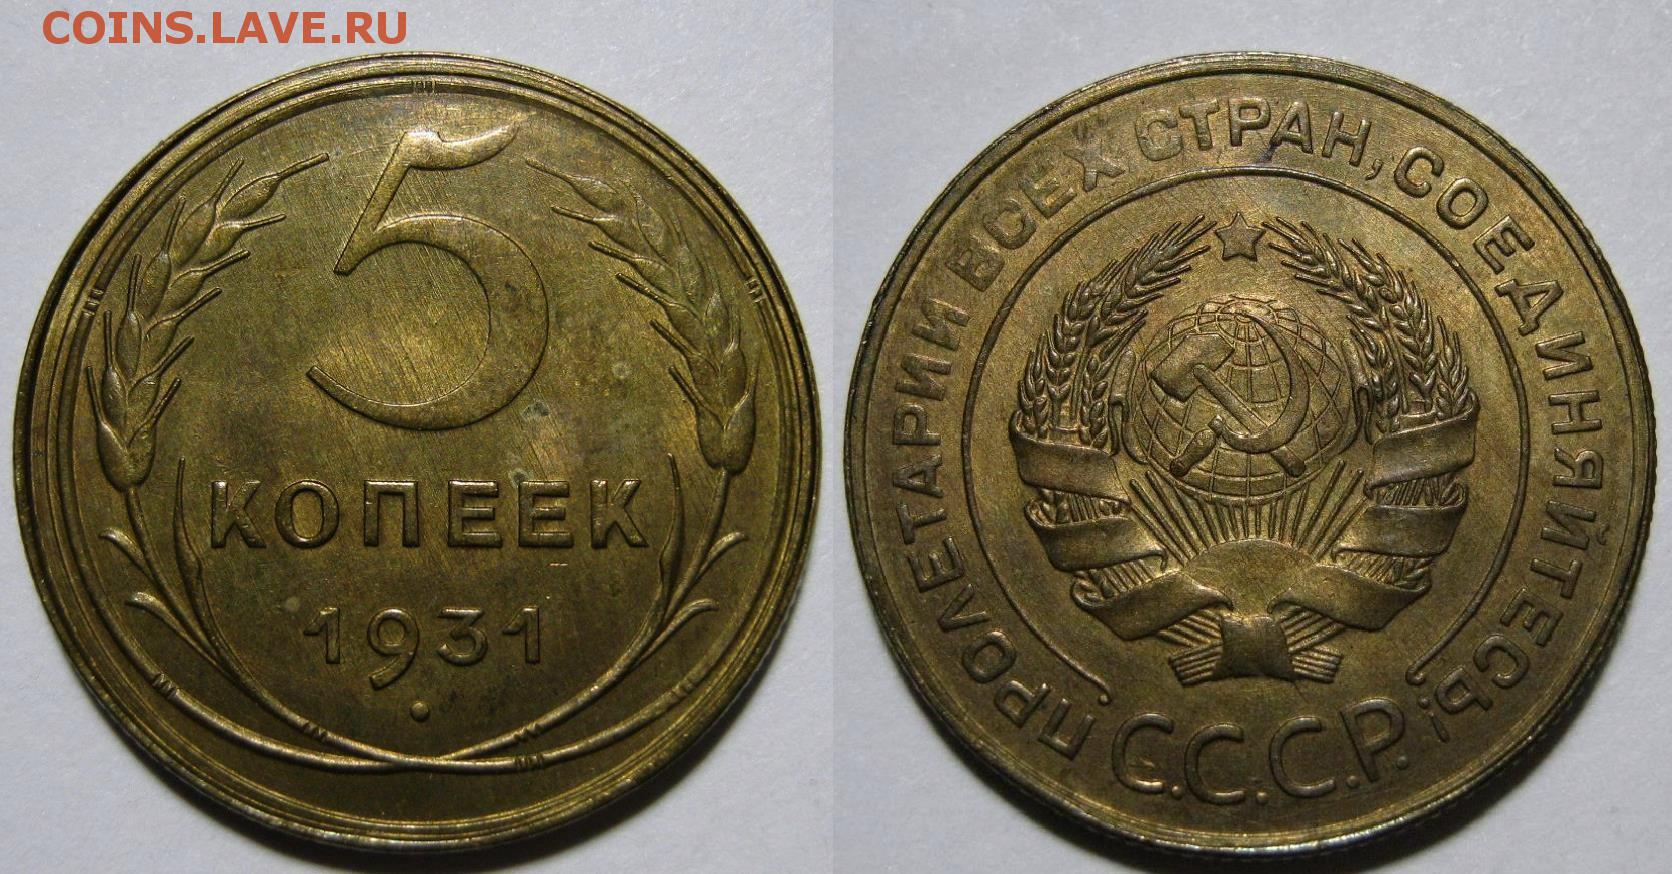 COINS.LAVE.RU
5
КОПЕЕК
1931
ПРОЛЕТАРИИ ВСЕХ СТРАН, СОЕДИНЯЙТЕСЬ!
С.С.С.Р.